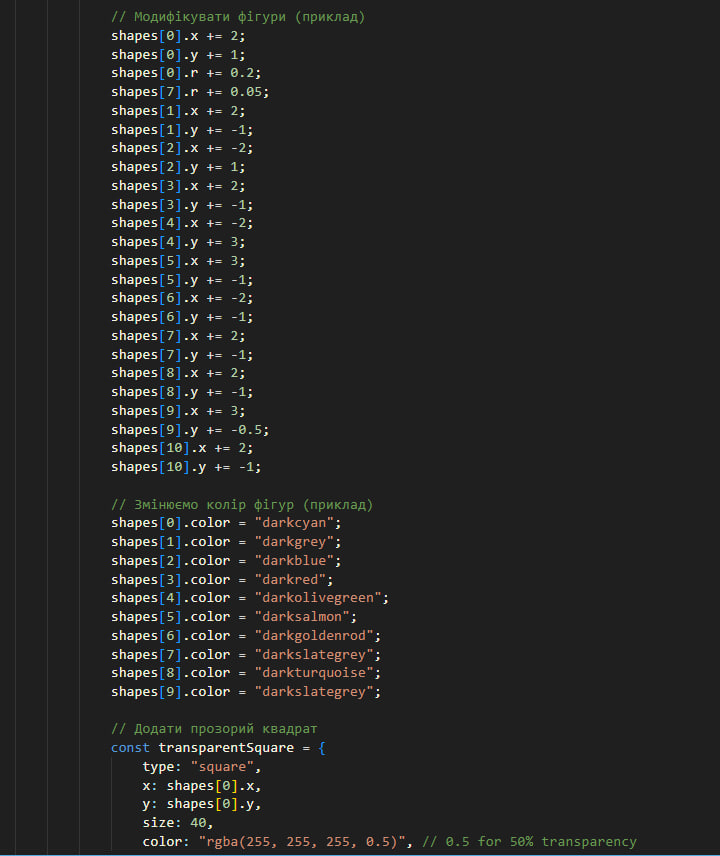 // Модифікувати фігури (приклад)
shapes[0].x += 2;
shapes[0].y += 1;
shapes[0].r += 0.2;
shapes[7].r += 0.05;
shapes[1].x += 2;
shapes[1].y += -1;
shapes[2].x += -2;
shapes[2].y += 1;
shapes[3].x += 2;
shapes[3].y += -1;
shapes[4].x += -2;
shapes[4].y += 3;
shapes[5].x += 3;
shapes[5].y += -1;
shapes[6].x += -2;
shapes[6].y += -1;
shapes[7].x += 2;
shapes[7].y += -1;
shapes[8].x += 2;
shapes[8].y += -1;
shapes[9].x += 3;
shapes[9].y += -0.5;
shapes[10].x += 2;
shapes[10].y += -1;

// Змінюємо колір фігур (приклад)
shapes[0].color = "darkcyan";
shapes[1].color = "darkgrey";
shapes[2].color = "darkblue";
shapes[3].color = "darkred";
shapes[4].color = "darkolivegreen";
shapes[5].color = "darksalmon";
shapes[6].color = "darkgoldenrod";
shapes[7].color = "darkslategrey";
shapes[8].color = "darkturquoise";
shapes[9].color = "darkslategrey";

// Додати прозорий квадрат
const transparentSquare = {
    type: "square",
    x: shapes[0].x,
    y: shapes[0].y,
    size: 40,
    color: "rgba(255, 255, 255, 0.5)", // 0.5 for 50% transparency